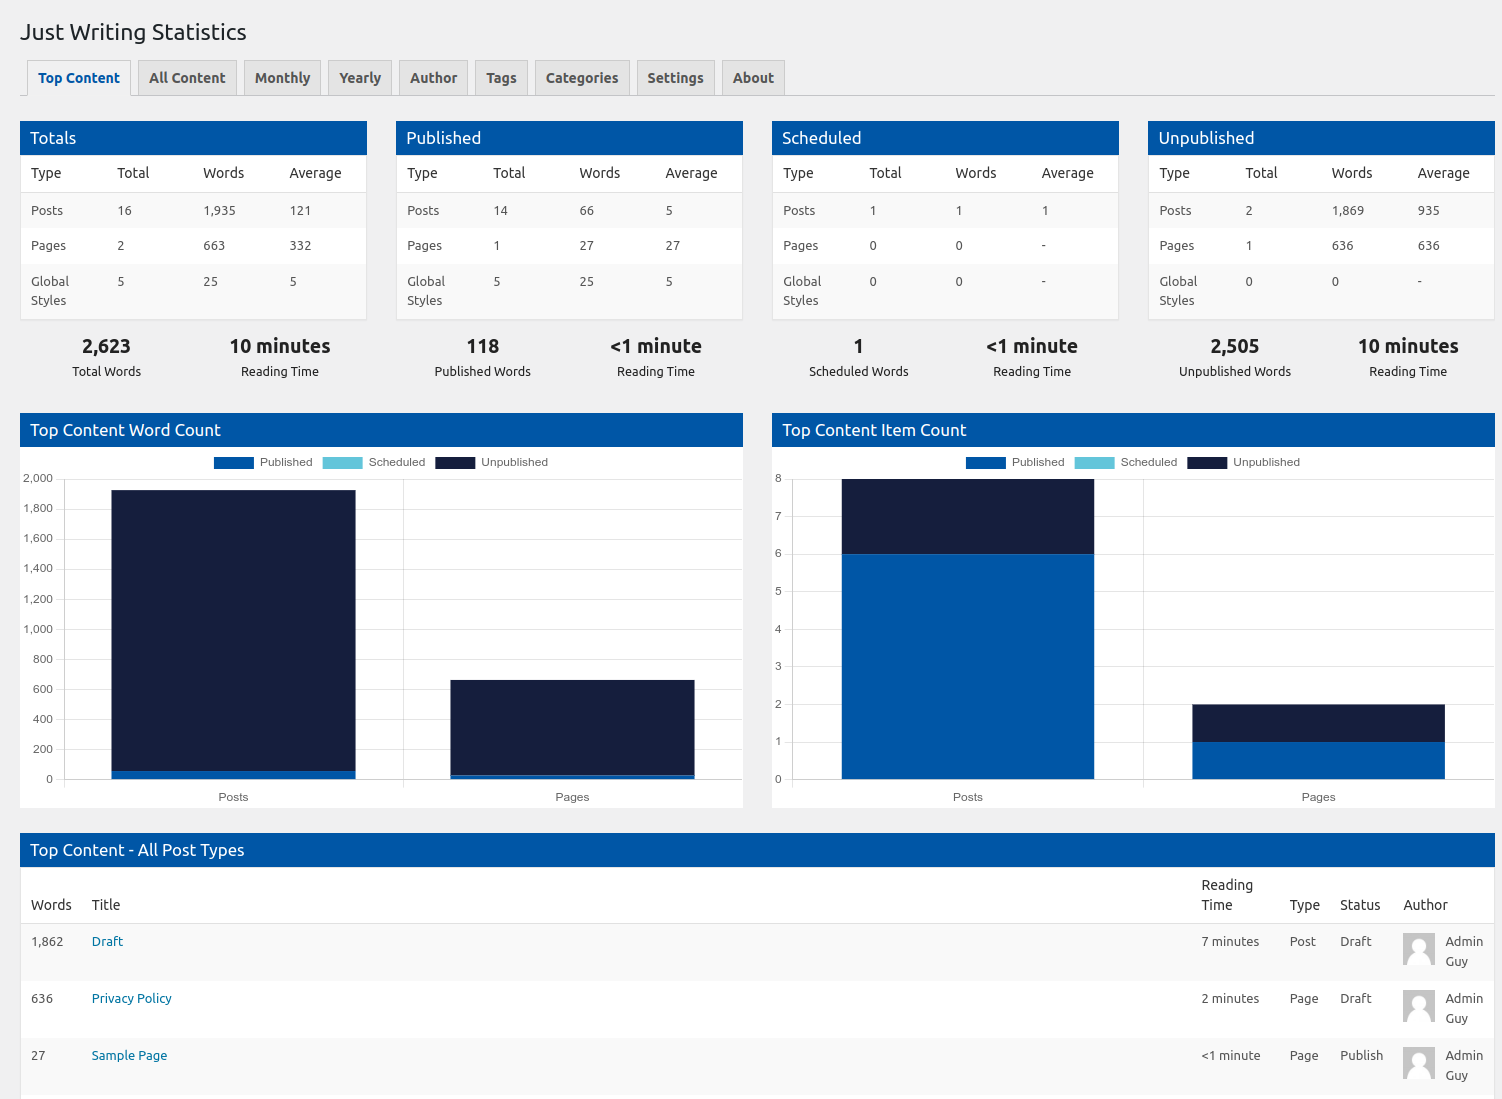 Just Writing Statistics
Top Content All Content Monthly Yearly Author Tags Categories Settings About
Totals
Type Total Words Average
Posts 16 1,935 121
Pages 2 663 332
Global Styles 5 25 5
2,623 10 minutes
Total Words Reading Time
Published
Type Total Words Average
Posts 14 66 5
Pages 1 27 27
Global Styles 5 25 5
118 <1 minute
Published Words Reading Time
Scheduled
Type Total Words Average
Posts 1 1 1
Pages 0 0 -
Global Styles 0 0 -
1 <1 minute
Scheduled Words Reading Time
Unpublished
Type Total Words Average
Posts 2 1,869 935
Pages 1 636 636
Global Styles 0 0 -
2,505 10 minutes
Unpublished Words Reading Time
Top Content Word Count
Published Scheduled Unpublished
2,000
1,800
1,600
1,400
1,200
1,000
800
600
400
200
0
Posts Pages
Top Content Item Count
Published Scheduled Unpublished
8
7
6
5
4
3
2
1
0
Posts Pages
Top Content - All Post Types
Words Title Reading Time Type Status Author
1,862 Draft 7 minutes Post Draft Admin Guy
636 Privacy Policy 2 minutes Page Draft Admin Guy
27 Sample Page <1 minute Page Publish Admin Guy